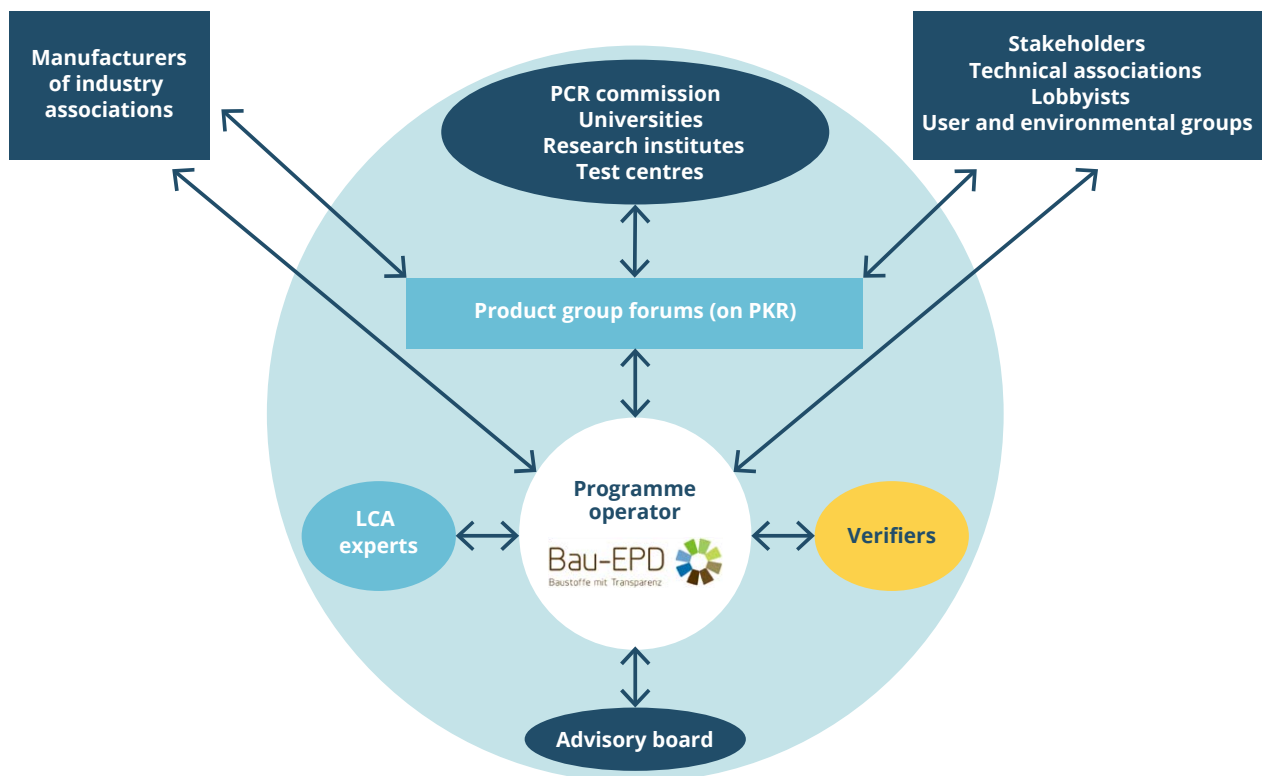 Manufacturers
of industry
associations
Stakeholders
Technical associations
Lobbyists
User and environmental groups
PCR commission
Universities
Research institutes
Test centres
Product group forums (on PKR)
Programme
operator
Bau-EPD
Baustoffe mit Transparenz
LCA
experts
Verifiers
Advisory board